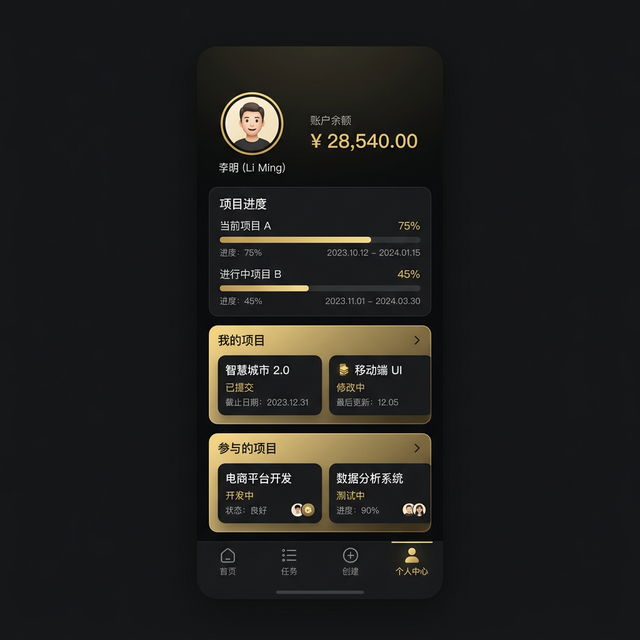 账户余额
¥ 28,540.00
李明 (Li Ming)
项目进度
当前项目 A 75%
进度：75% 2023.10.12 – 2024.01.15
进行中项目 B 45%
进度：45% 2023.11.01 – 2024.03.30
我的项目
智慧城市 2.0
已提交
截止日期：2023.12.31
移动端 UI
修改中
最后更新：12.05
参与的项目
电商平台开发
开发中
状态：良好
数据分析系统
测试中
进度：90%
首页
任务
创建
个人中心